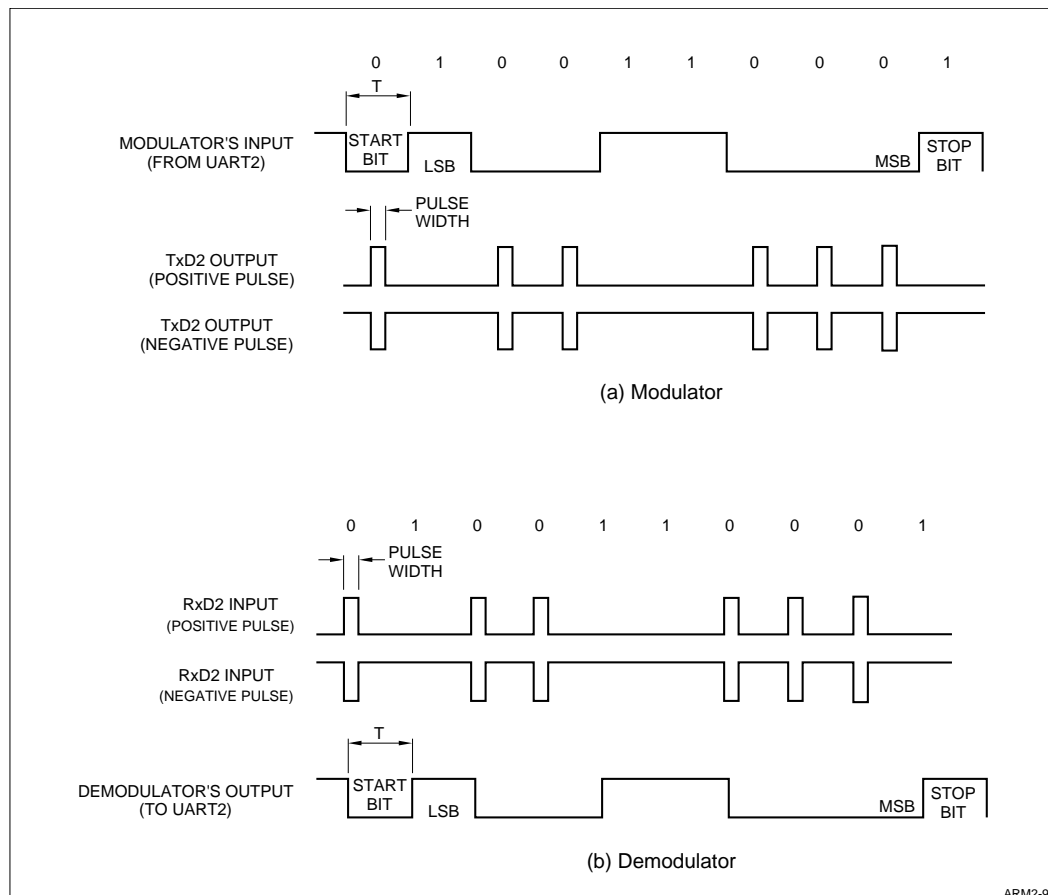 0 1 0 0 1 1 0 0 0 1
T
MODULATOR'S INPUT
(FROM UART2)
START
BIT
LSB
MSB
STOP
BIT
PULSE
WIDTH
TxD2 OUTPUT
(POSITIVE PULSE)
TxD2 OUTPUT
(NEGATIVE PULSE)
(a) Modulator
0 1 0 0 1 1 0 0 0 1
PULSE
WIDTH
RxD2 INPUT
(POSITIVE PULSE)
RxD2 INPUT
(NEGATIVE PULSE)
T
DEMODULATOR'S OUTPUT
(TO UART2)
START
BIT
LSB
MSB
STOP
BIT
(b) Demodulator
ARM2-9